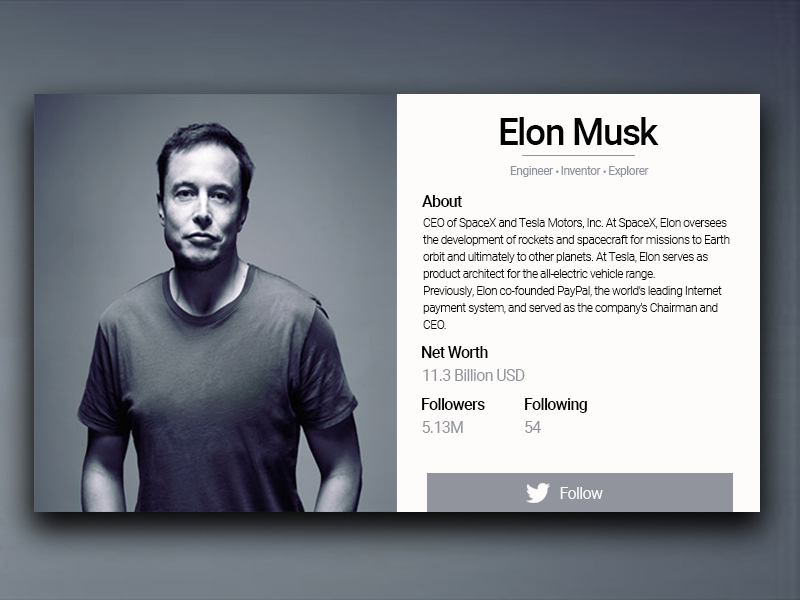 Elon Musk
Engineer • Inventor • Explorer
About
CEO of SpaceX and Tesla Motors, Inc. At SpaceX, Elon oversees
the development of rockets and spacecraft for missions to Earth
orbit and ultimately to other planets. At Tesla, Elon serves as
product architect for the all-electric vehicle range.
Previously, Elon co-founded PayPal, the world's leading Internet
payment system, and served as the company's Chairman and
CEO.
Net Worth
11.3 Billion USD
Followers Following
5.13M 54
Follow